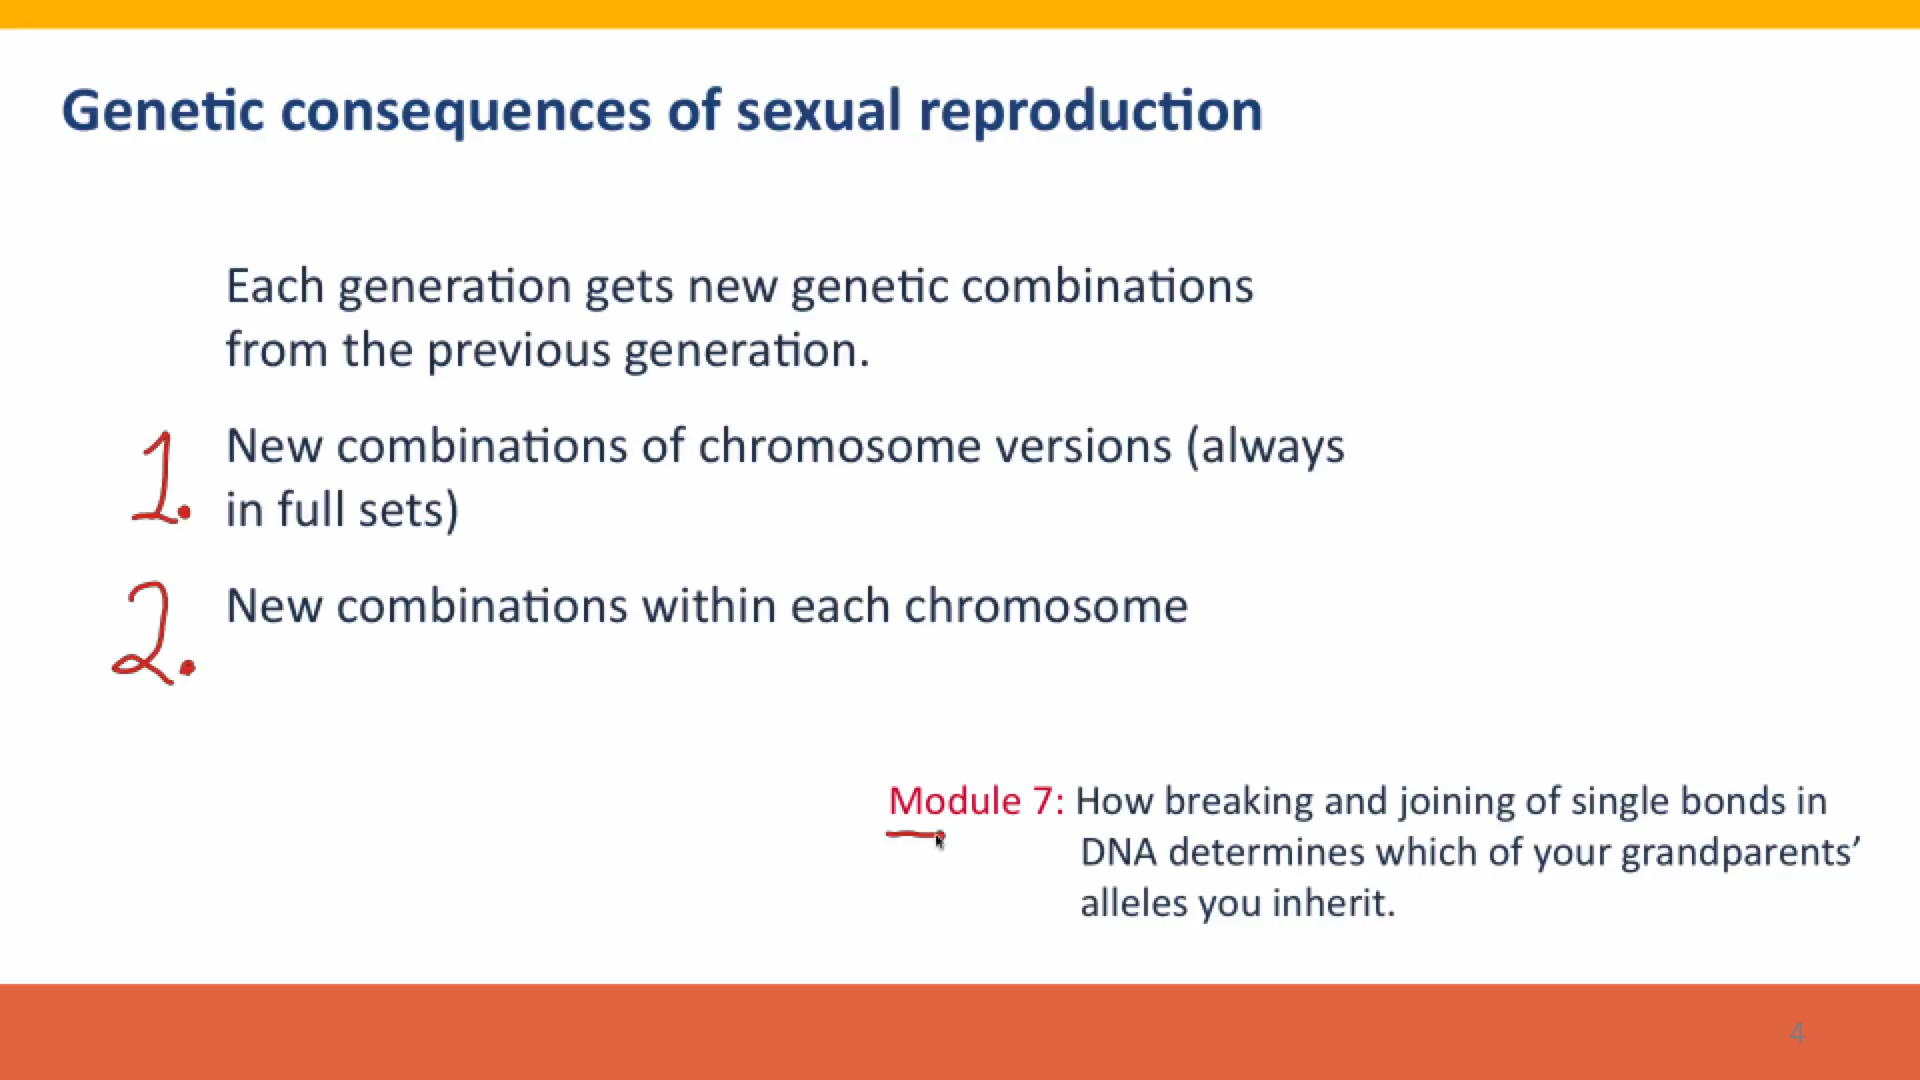 Genetic consequences of sexual reproduction
Each generation gets new genetic combinations
from the previous generation.
1. New combinations of chromosome versions (always
in full sets)
2. New combinations within each chromosome
Module 7: How breaking and joining of single bonds in
DNA determines which of your grandparents’
alleles you inherit.
4